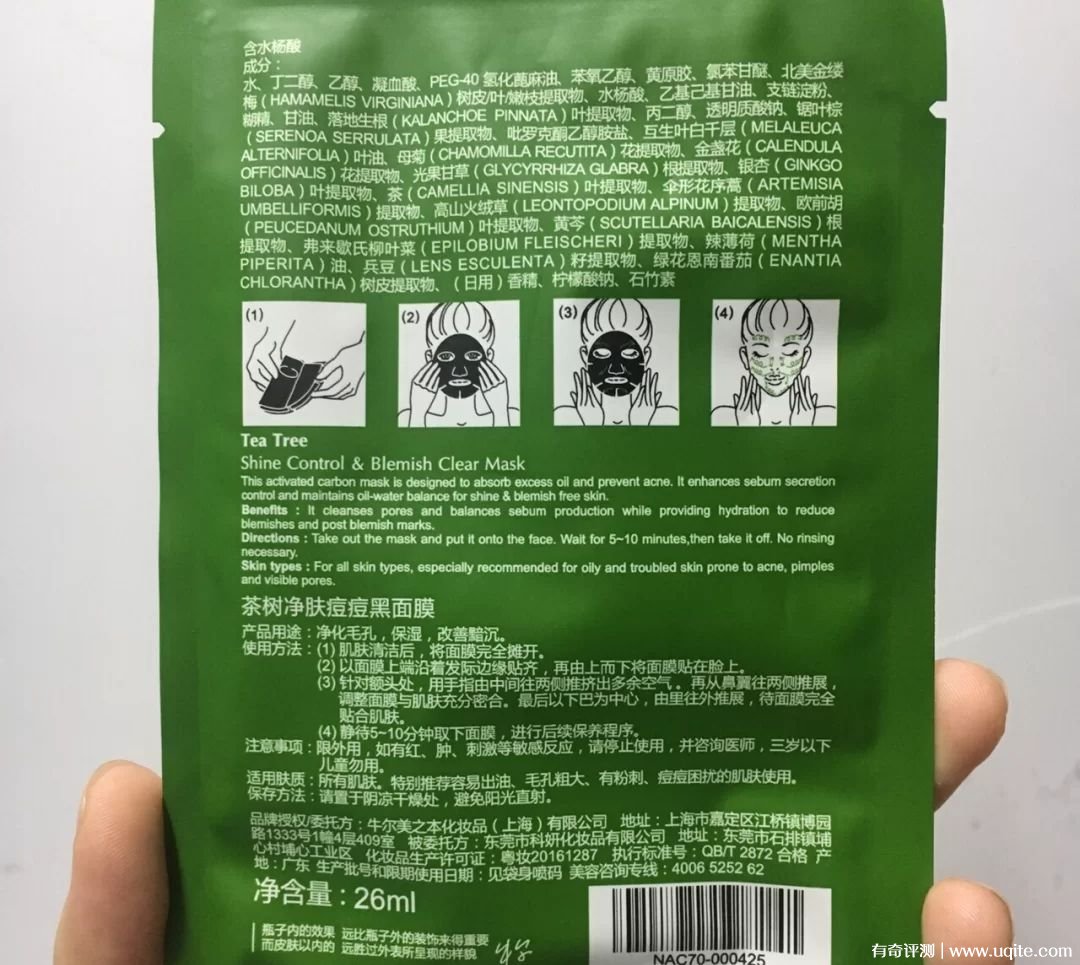 含水杨酸
成分：
水、丁二醇、乙醇、凝血酸、PEG-40 氢化蓖麻油、苯氧乙醇、黄原胶、氯苯甘醚、北美金缕
梅（HAMAMELIS VIRGINIANA）树皮/叶/嫩枝提取物、水杨酸、乙基己基甘油、支链淀粉、
糊精、甘油、落地生根（KALANCHOE PINNATA）叶提取物、丙二醇、透明质酸钠、锯叶棕
（SERENOA SERRULATA）果提取物、吡罗克酮乙醇胺盐、互生叶白千层（MELALEUCA
ALTERNIFOLIA）叶油、母菊（CHAMOMILLA RECUTITA）花提取物、金盏花（CALENDULA
OFFICINALIS）花提取物、光果甘草（GLYCYRRHIZA GLABRA）根提取物、银杏（GINKGO
BILOBA）叶提取物、茶（CAMELLIA SINENSIS）叶提取物、伞形花序蒿（ARTEMISIA
UMBELLIFORMIS）提取物、高山火绒草（LEONTOPODIUM ALPINUM）提取物、欧前胡
（PEUCEDANUM OSTRUTHIUM）叶提取物、黄芩（SCUTELLARIA BAICALENSIS）根
提取物、弗来歇氏柳叶菜（EPILOBIUM FLEISCHERI）提取物、辣薄荷（MENTHA
PIPERITA）油、兵豆（LENS ESCULENTA）籽提取物、绿花恩南番茄（ENANTIA
CHLORANTHA）树皮提取物、（日用）香精、柠檬酸钠、石竹素
(1) (2) (3) (4)
Tea Tree
Shine Control & Blemish Clear Mask
This activated carbon mask is designed to absorb excess oil and prevent acne. It enhances sebum secretion
control and maintains oil-water balance for shine & blemish free skin.
Benefits : It cleanses pores and balances sebum production while providing hydration to reduce
blemishes and post blemish marks.
Directions : Take out the mask and put it onto the face. Wait for 5~10 minutes,then take it off. No rinsing
necessary.
Skin types : For all skin types, especially recommended for oily and troubled skin prone to acne, pimples
and visible pores.
茶树净肤痘痘黑面膜
产品用途：净化毛孔，保湿，改善黯沉。
使用方法：(1) 肌肤清洁后，将面膜完全摊开。
(2) 以面膜上端沿着发际边缘贴齐，再由上而下将面膜贴在脸上。
(3) 针对额头处，用手指由中间往两侧推挤出多余空气。再从鼻翼往两侧推展，
调整面膜与肌肤充分密合。最后以下巴为中心，由里往外推展，待面膜完全
贴合肌肤。
(4) 静待5~10分钟取下面膜，进行后续保养程序。
注意事项：限外用，如有红、肿、刺激等敏感反应，请停止使用，并咨询医师，三岁以下
儿童勿用。
适用肤质：所有肌肤。特别推荐容易出油、毛孔粗大、有粉刺、痘痘困扰的肌肤使用。
保存方法：请置于阴凉干燥处，避免阳光直射。
品牌授权/委托方：牛尔美之本化妆品（上海）有限公司 地址：上海市嘉定区江桥镇博园
路1333号1幢4层409室 被委托方：东莞市科妍化妆品有限公司 地址：东莞市石排镇埔
心村埔心工业区 化妆品生产许可证：粤妆20161287 执行标准号：QB/T 2872 合格 产
地：广东 生产批号和限期使用日期：见袋身喷码 美容咨询专线：4006 5252 62
净含量：26ml
瓶子内的效果 远比瓶子外的装饰来得重要
而皮肤以内的 远胜过外表所呈现的样貌
NAC70-000425
有奇评测 | www.uqite.com